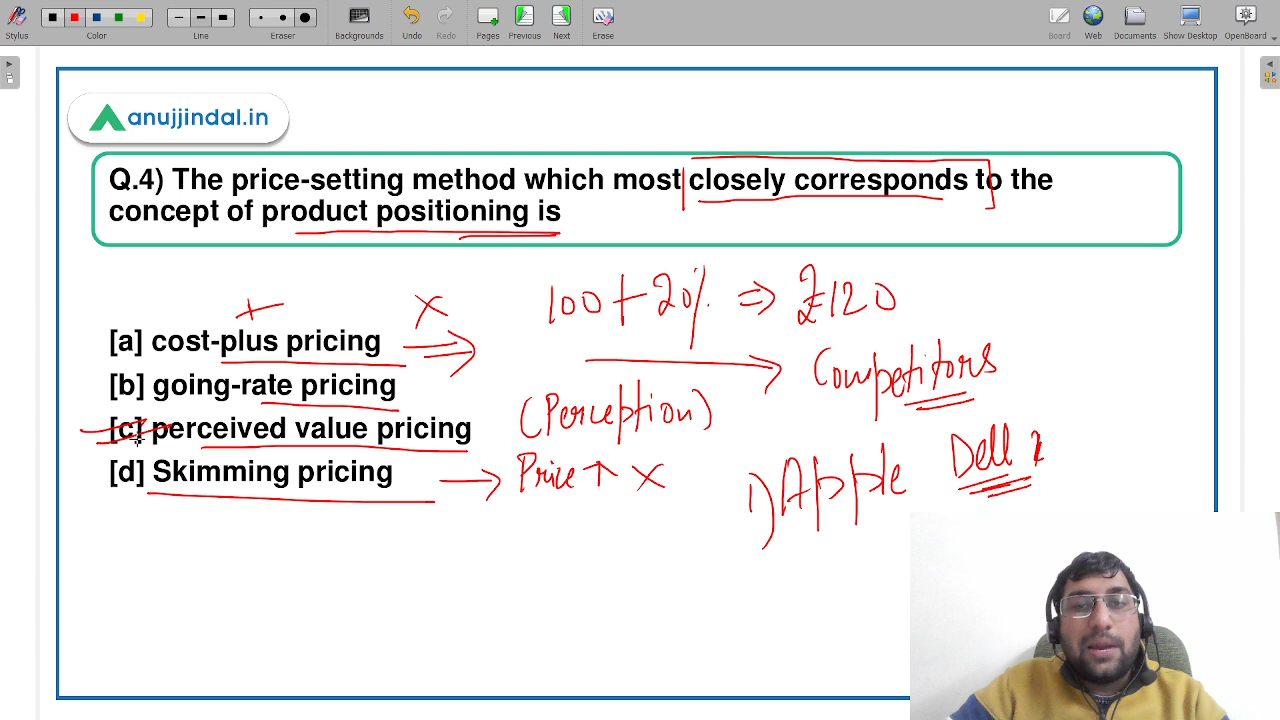 Stylus
Color
Line
Eraser
Backgrounds
Undo
Redo
Pages
Previous
Next
Erase
Board
Web
Documents
Show Desktop
OpenBoard
anujjindal.in
Q.4) The price-setting method which most closely corresponds to the
concept of product positioning is
100 + 20% ⇒ ₹120
[a] cost-plus pricing
[b] going-rate pricing
Competitors
[c] perceived value pricing
(Perception)
[d] Skimming pricing
Price ↑ X
1) Apple Dell